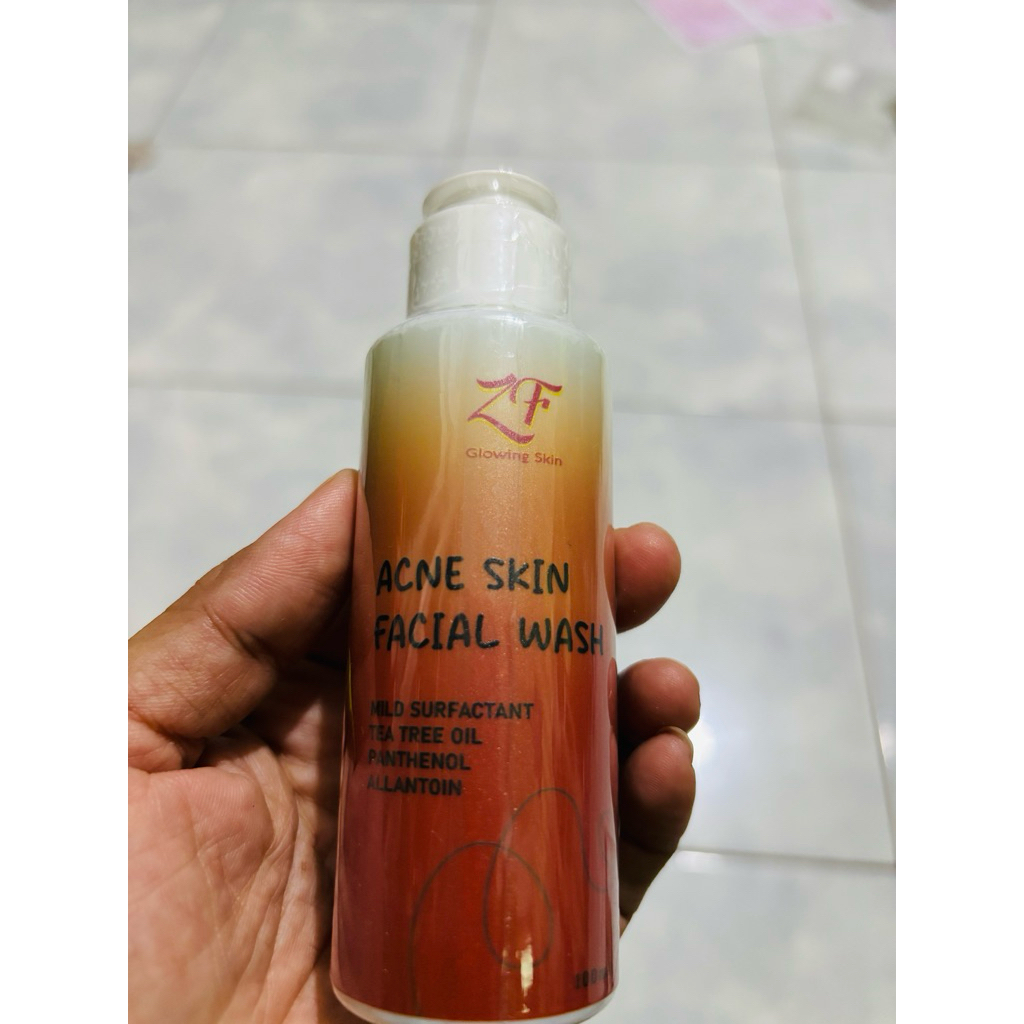 ZF
Glowing Skin
ACNE SKIN
FACIAL WASH
MILD SURFACTANT
TEA TREE OIL
PANTHENOL
ALLANTOIN